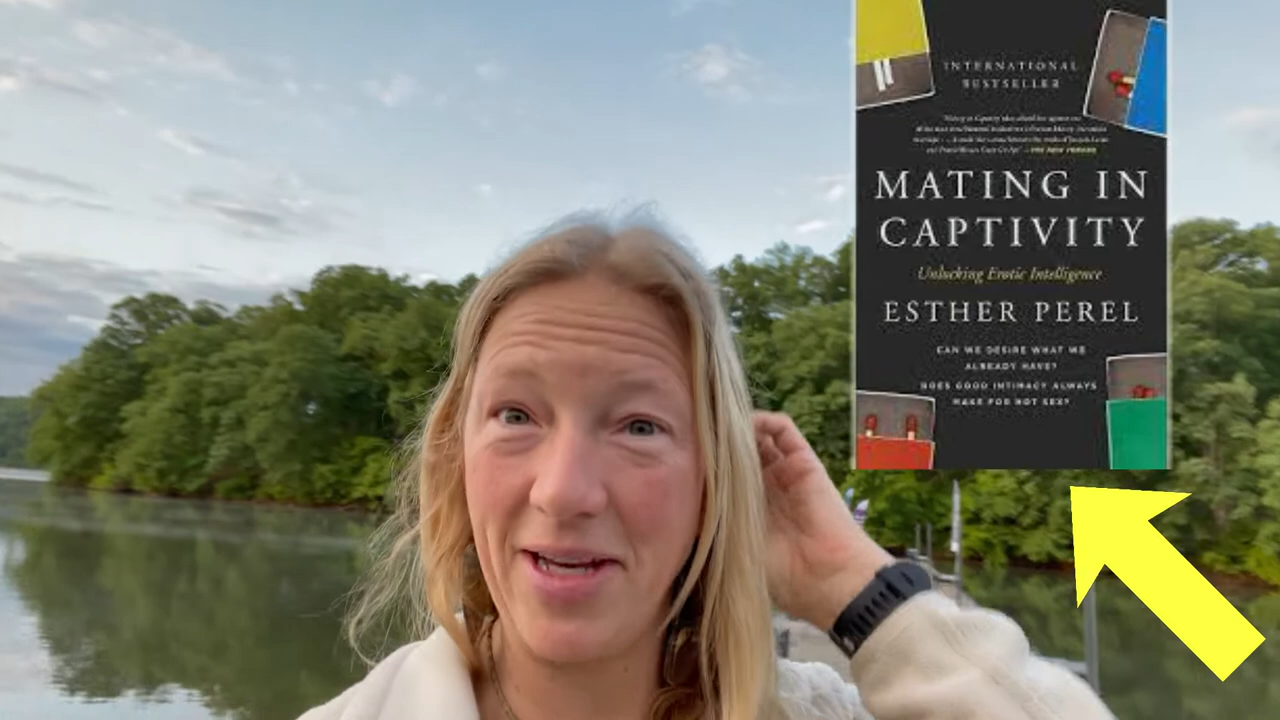 INTERNATIONAL
BESTSELLER
MATING IN
CAPTIVITY
Unlocking Erotic Intelligence
ESTHER PEREL
CAN WE DESIRE WHAT WE
ALREADY HAVE?
DOES GOOD INTIMACY ALWAYS
MAKE FOR HOT SEX?